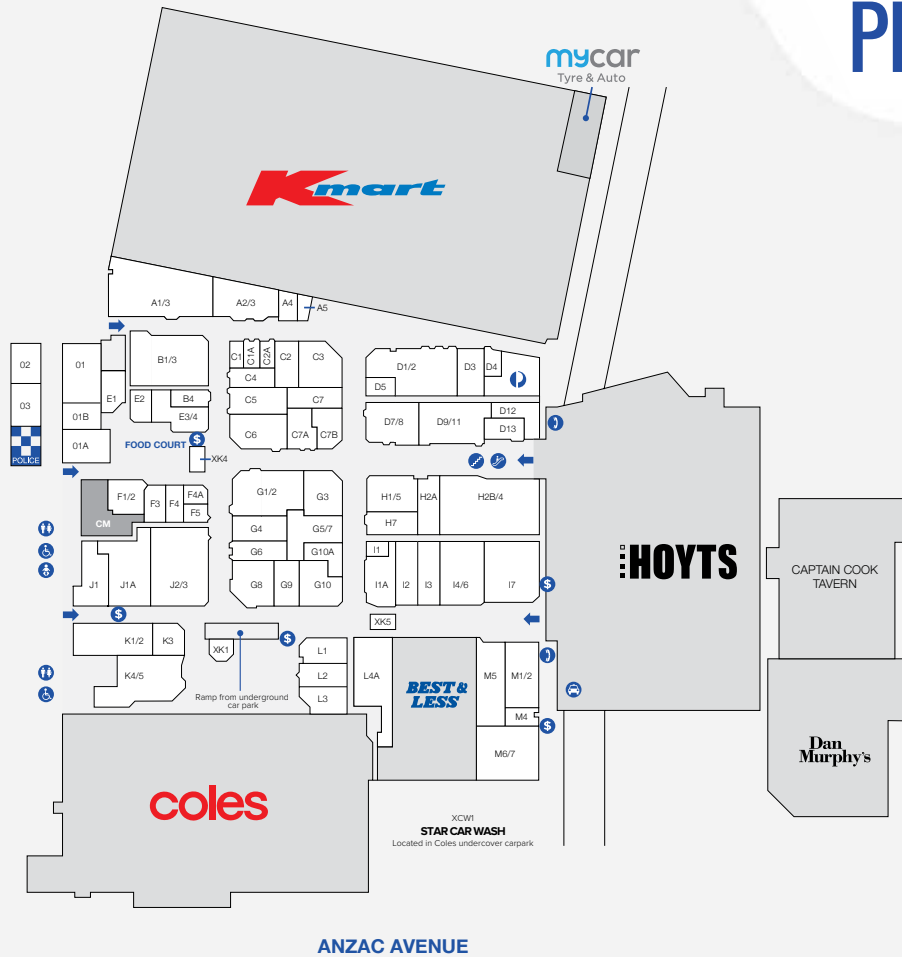 PL
mycar
Tyre & Auto
Kmart
A1/3
A2/3
A4
A5
02
01
B1/3
C1
C1A
C2A
C2
C3
C4
D1/2
D3
D4
D5
03
E1
E2
B4
E3/4
C5
C7
01B
01A
POLICE
FOOD COURT
$
XK4
C6
C7A
C7B
D7/8
D9/11
D12
D13
F1/2
F3
F4
F4A
F5
CM
G1/2
G3
G4
G5/7
G6
G10A
G8
G9
G10
H1/5
H2A
H2B/4
H7
I1
I1A
I2
I3
I4/6
I7
$
HOYTS
CAPTAIN COOK
TAVERN
J1
J1A
J2/3
$
K1/2
K3
K4/5
XK1
$
XK5
L1
L2
L3
L4A
Ramp from underground
car park
BEST &
LESS
M5
M1/2
M4
$
M6/7
Dan
Murphy's
coles
XCW1
STAR CAR WASH
Located in Coles undercover carpark
ANZAC AVENUE